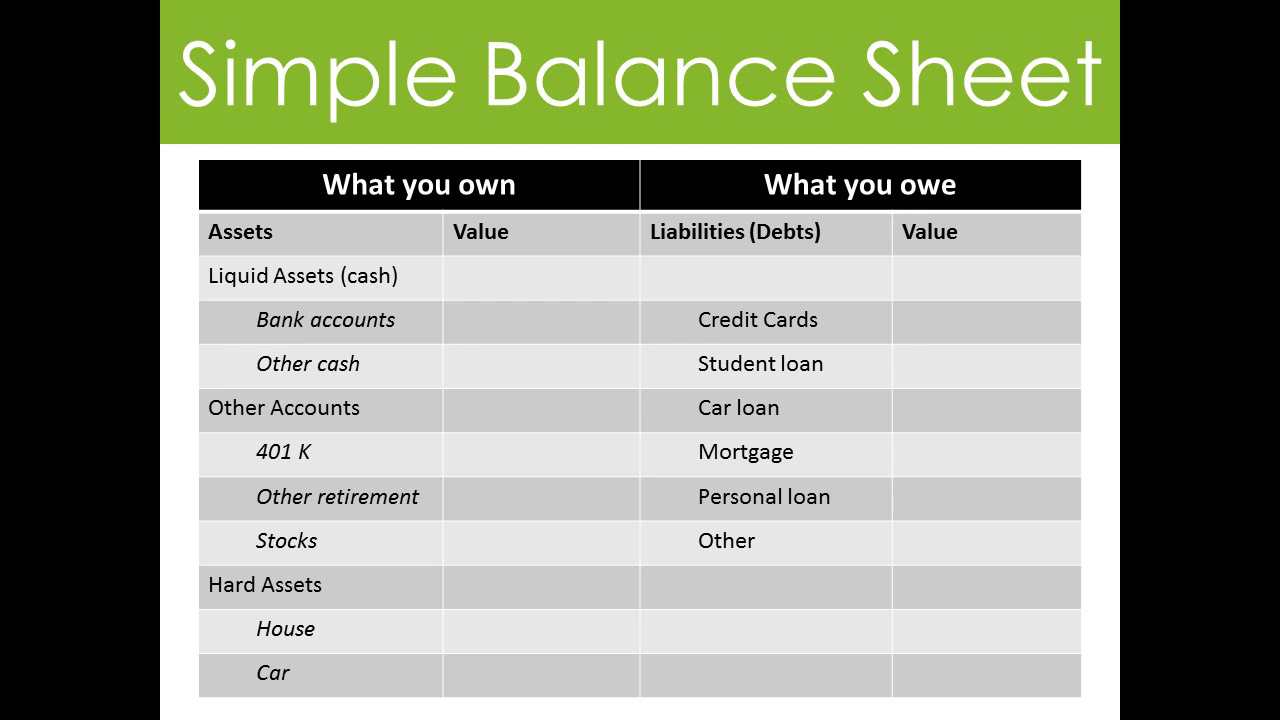 Simple Balance Sheet
What you own What you owe
Assets Value Liabilities (Debts) Value
Liquid Assets (cash)
Bank accounts Credit Cards
Other cash Student loan
Other Accounts Car loan
401 K Mortgage
Other retirement Personal loan
Stocks Other
Hard Assets
House
Car